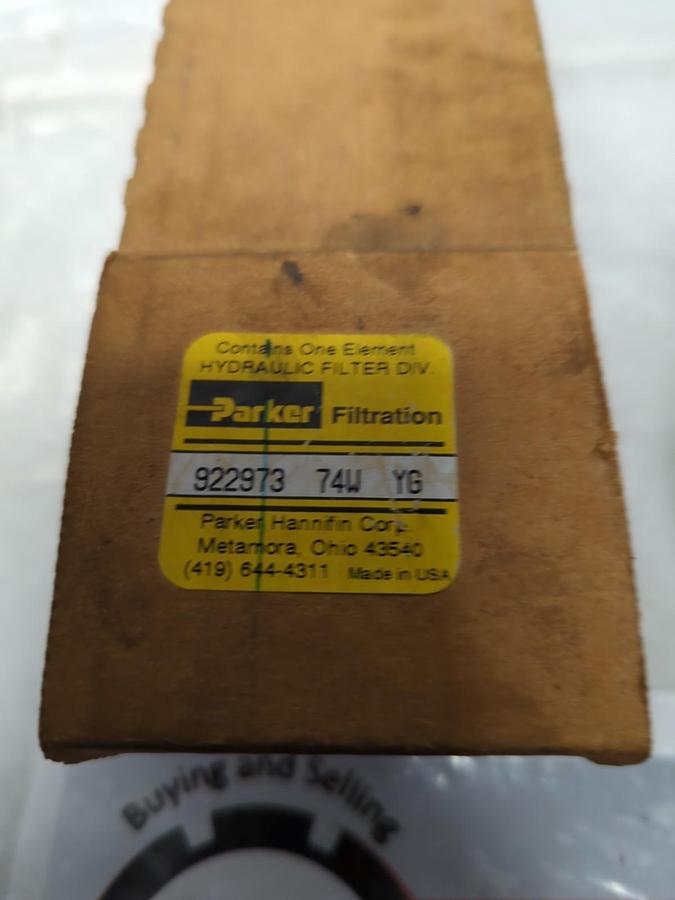 Contains One Element
HYDRAULIC FILTER DIV.
Parker Filtration
922973 74W YG
Parker Hannifin Corp.
Metamora, Ohio 43540
(419) 644-4311 Made in USA
Buying and Selling